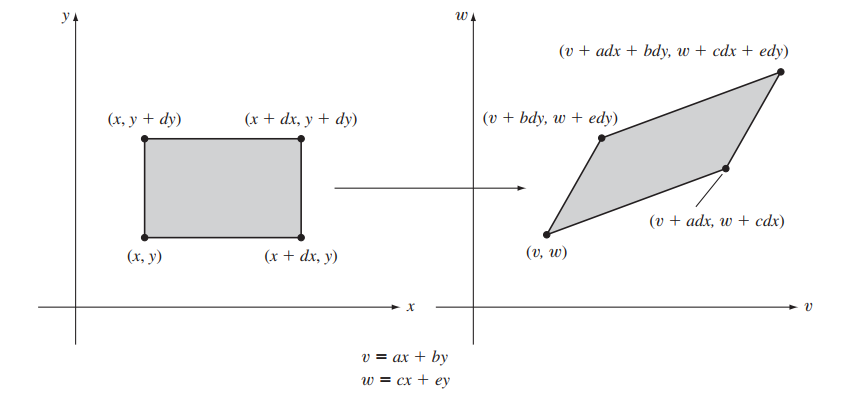 y
w
(v + adx + bdy, w + cdx + edy)
(x, y + dy) (x + dx, y + dy)
(v + bdy, w + edy)
(v + adx, w + cdx)
(x, y) (x + dx, y)
(v, w)
x
v
v = ax + by
w = cx + ey